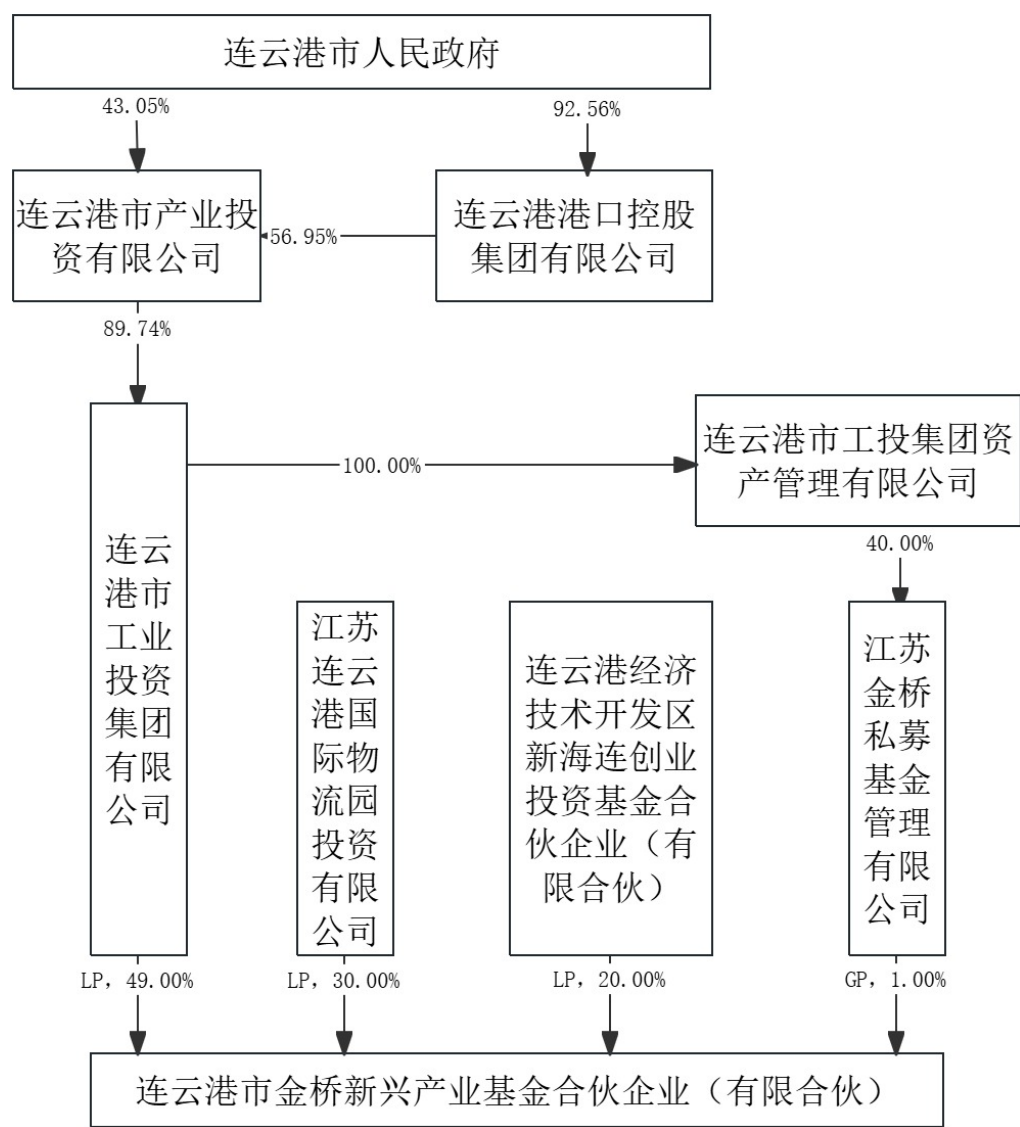 连云港市人民政府
43.05%
92.56%
连云港市产业投
资有限公司
56.95%
连云港港口控股
集团有限公司
89.74%
连云港市工投集团资
产管理有限公司
100.00%
40.00%
连云
港市
工业
投资
集团
有限
公司
江苏
连云
港国
际物
流园
投资
有限
公司
连云港经济
技术开发区
新海连创业
投资基金合
伙企业（有
限合伙）
江苏
金桥
私募
基金
管理
有限
公司
LP，49.00%
LP，30.00%
LP，20.00%
GP，1.00%
连云港市金桥新兴产业基金合伙企业（有限合伙）